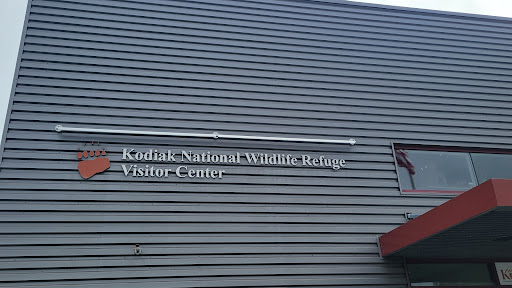 Kodiak National Wildlife Refuge
Visitor Center